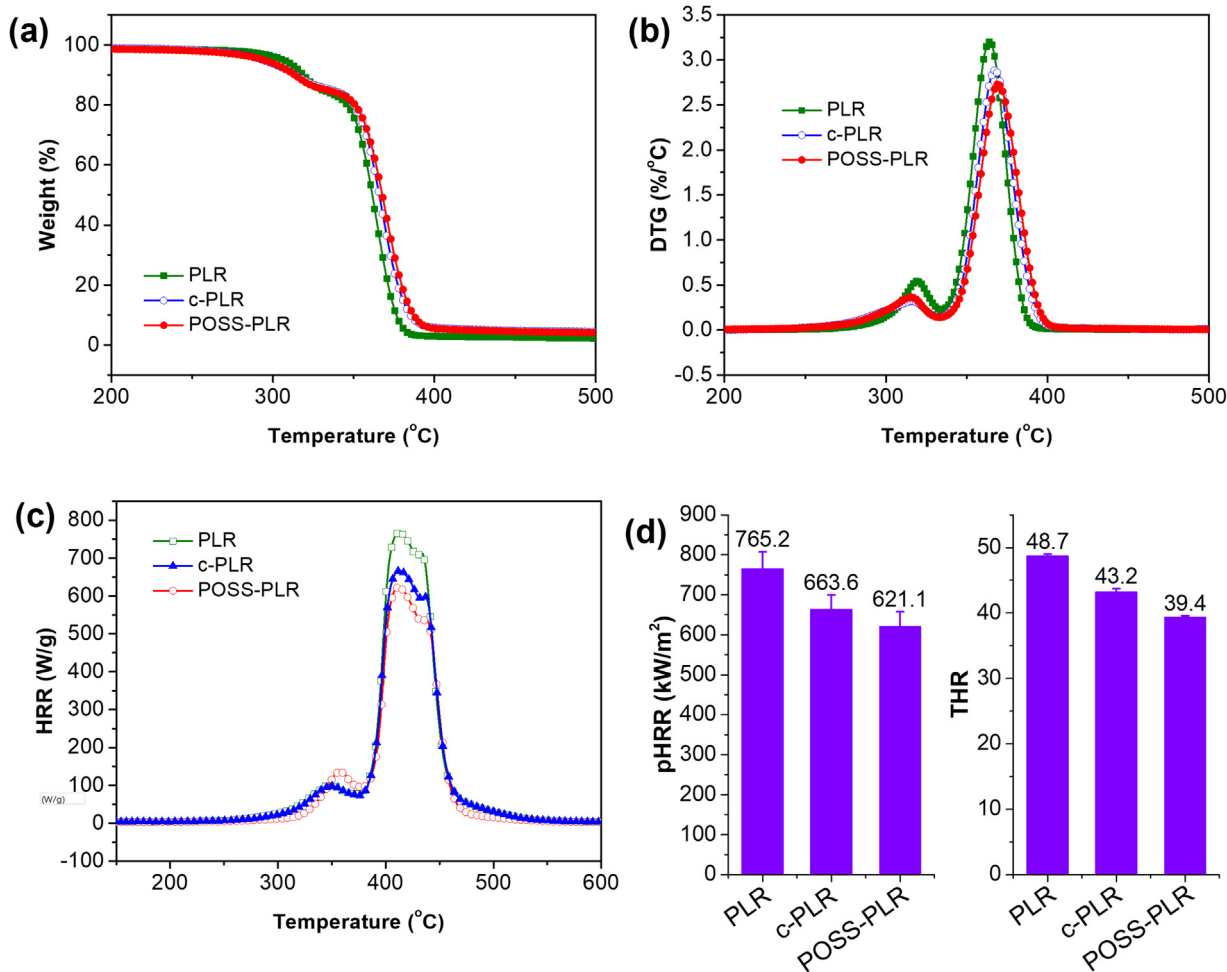 (a)
100
80
60
40
20
0
Weight (%)
PLR
c-PLR
POSS-PLR
200
300
400
500
Temperature (°C)
(b)
3.5
3.0
2.5
2.0
1.5
1.0
0.5
0.0
-0.5
DTG (%/°C)
PLR
c-PLR
POSS-PLR
200
300
400
500
Temperature (°C)
(c)
800
700
600
500
400
300
200
100
0
-100
HRR (W/g)
(W/g)
PLR
c-PLR
POSS-PLR
200
300
400
500
600
Temperature (°C)
(d)
900
800
700
600
500
400
300
200
100
0
pHRR (kW/m²)
765.2
663.6
621.1
PLR
c-PLR
POSS-PLR
50
40
30
20
10
0
THR
48.7
43.2
39.4
PLR
c-PLR
POSS-PLR